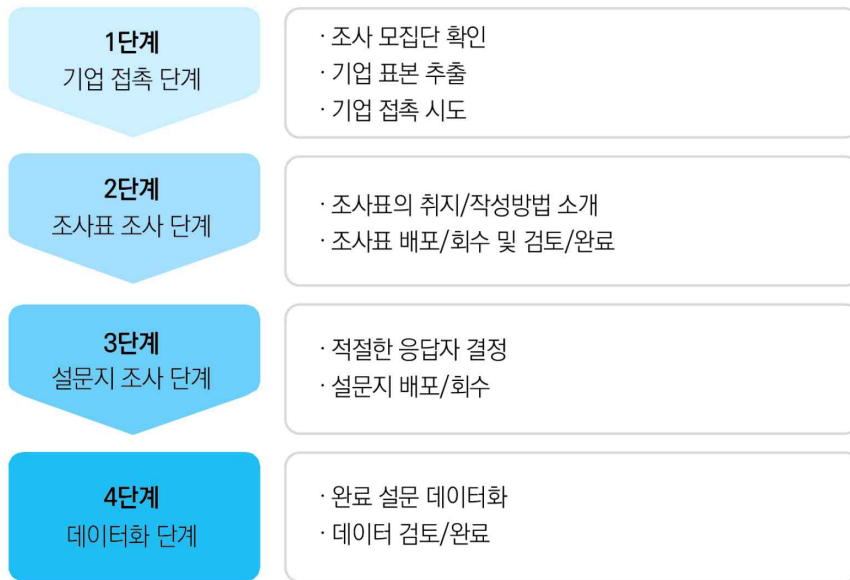 1단계
기업 접촉 단계
· 조사 모집단 확인
· 기업 표본 추출
· 기업 접촉 시도
2단계
조사표 조사 단계
· 조사표의 취지/작성방법 소개
· 조사표 배포/회수 및 검토/완료
3단계
설문지 조사 단계
· 적절한 응답자 결정
· 설문지 배포/회수
4단계
데이터화 단계
· 완료 설문 데이터화
· 데이터 검토/완료